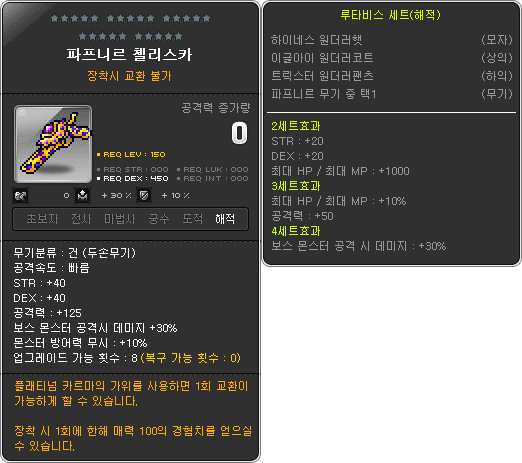 파프니르 첼리스카
장착시 교환 불가
공격력 증가량
0
REQ LEV : 150
REQ STR : 000
REQ LUK : 000
REQ DEX : 450
REQ INT : 000
0 + 30 % + 10 %
초보자 전사 마법사 궁수 도적 해적
무기분류 : 건 (두손무기)
공격속도 : 빠름
STR : +40
DEX : +40
공격력 : +125
보스 몬스터 공격시 데미지 +30%
몬스터 방어력 무시 : +10%
업그레이드 가능 횟수 : 8 (복구 가능 횟수 : 0)
플래티넘 카르마의 가위를 사용하면 1회 교환이
가능하게 할 수 있습니다.
장착 시 1회에 한해 매력 100의 경험치를 얻으실
수 있습니다.
루타비스 세트(해적)
하이네스 원더러햇 (모자)
이글아이 원더러코트 (상의)
트릭스터 원더러팬츠 (하의)
파프니르 무기 중 택1 (무기)
2세트효과
STR : +20
DEX : +20
최대 HP / 최대 MP : +1000
3세트효과
최대 HP / 최대 MP : +10%
공격력 : +50
4세트효과
보스 몬스터 공격 시 데미지 : +30%